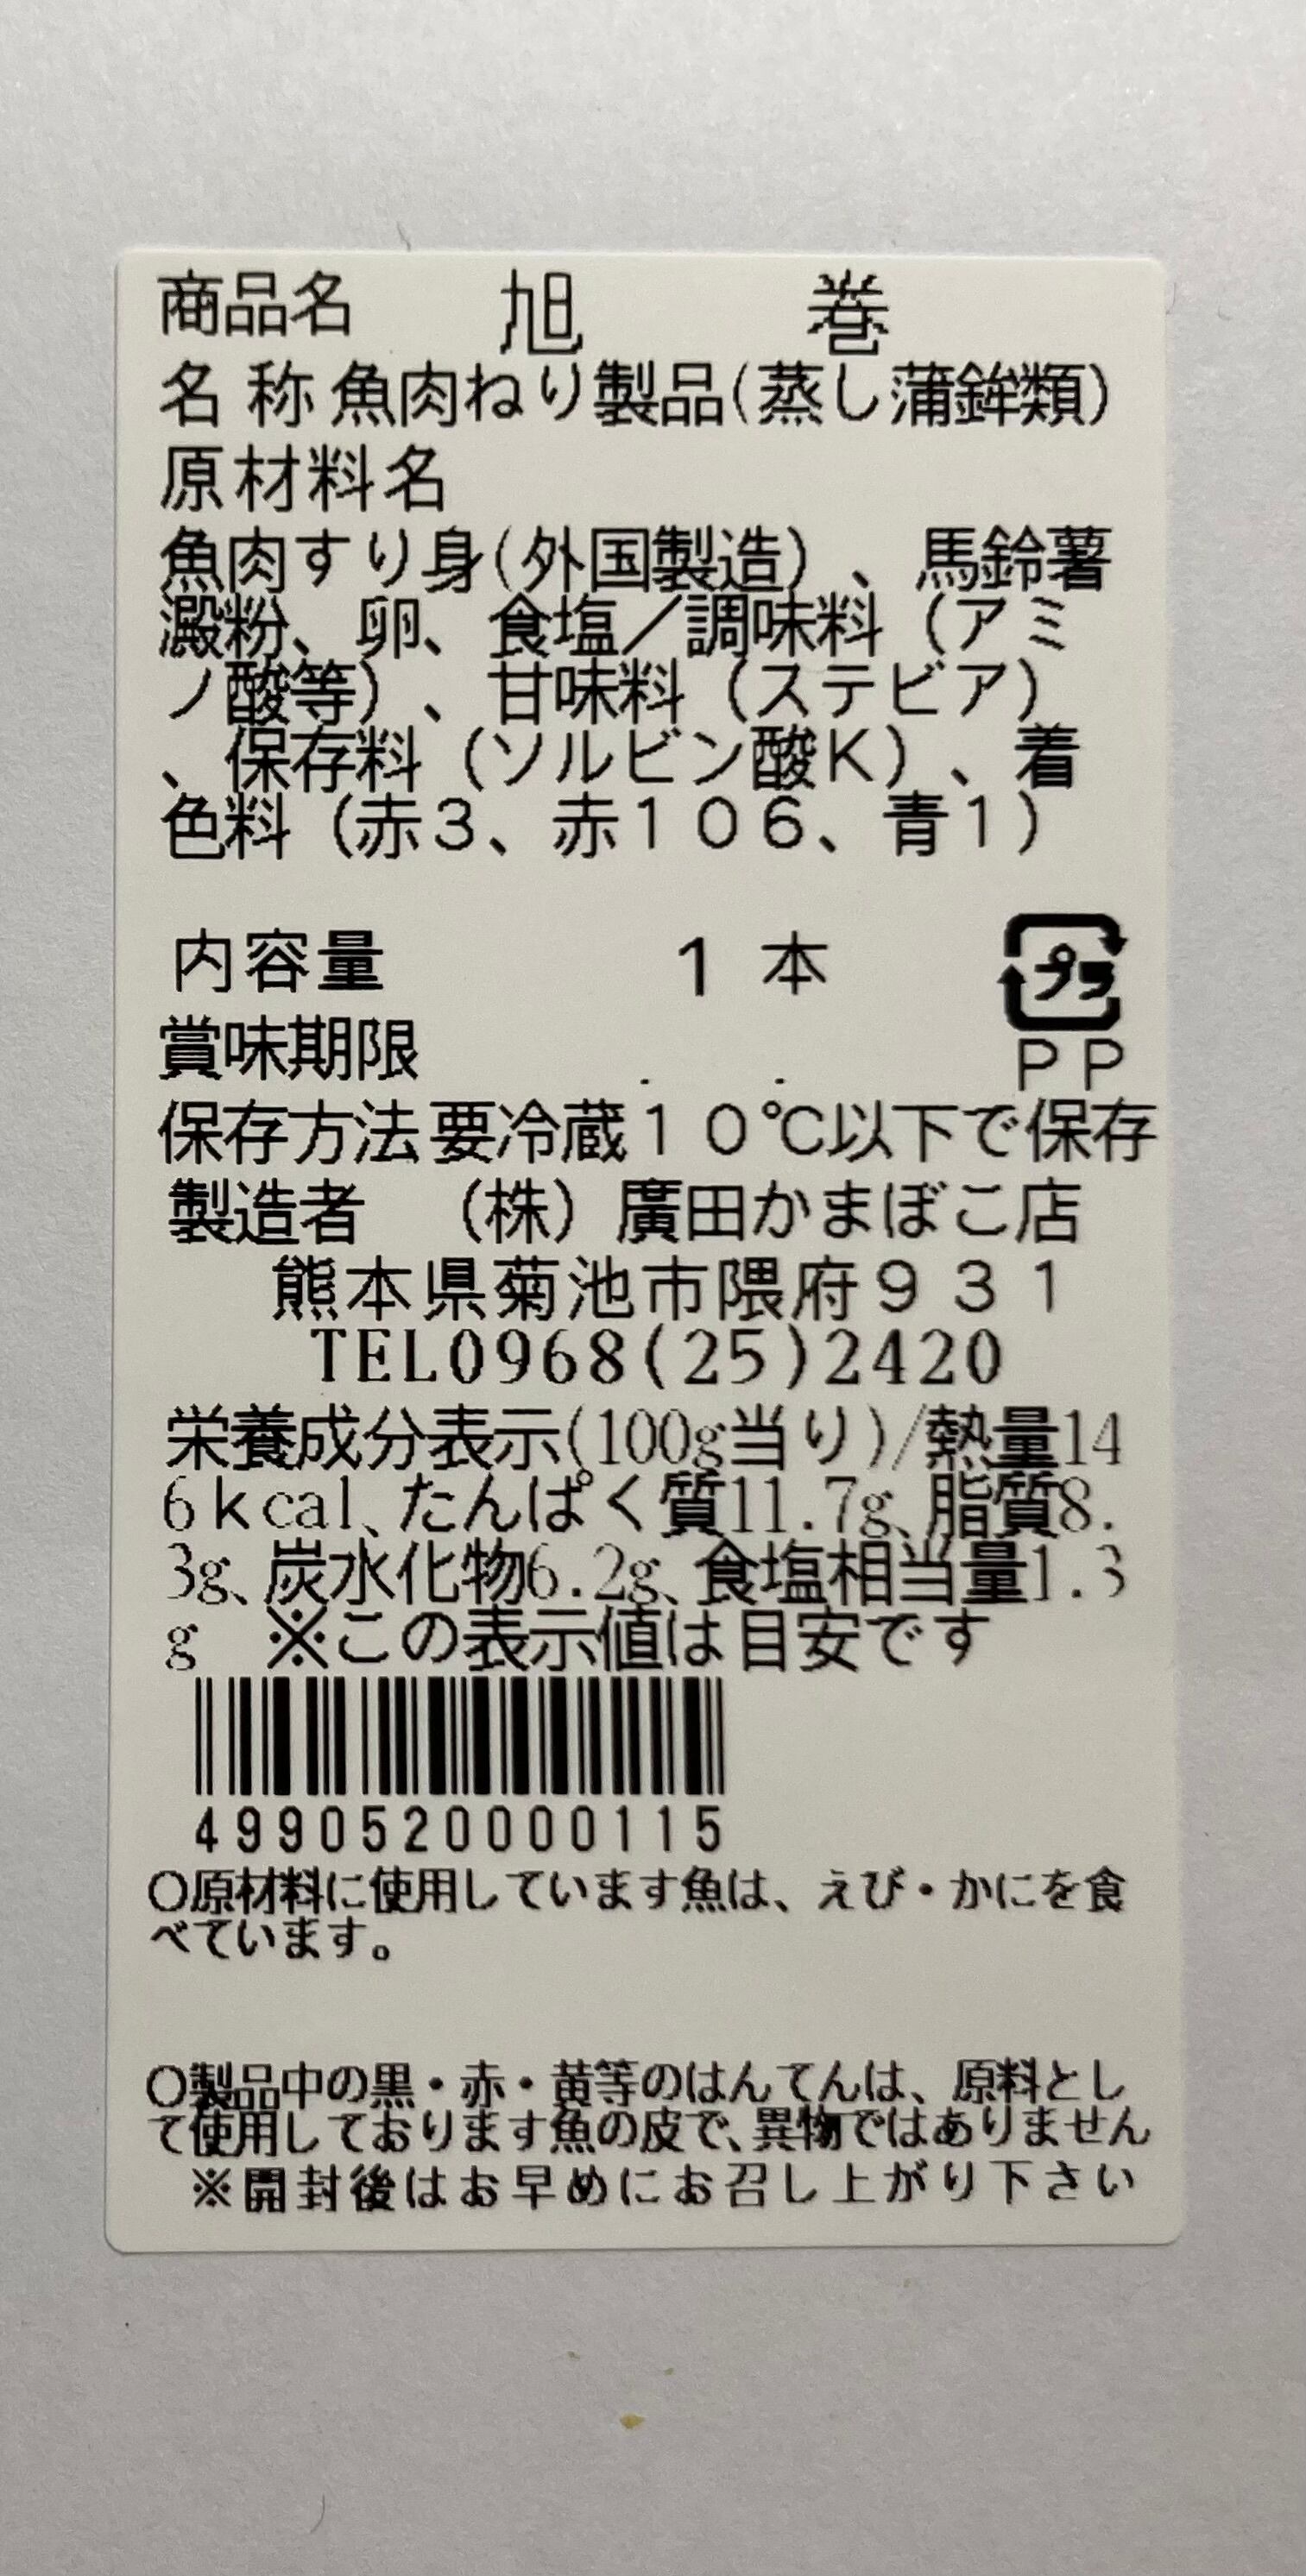 商品名　　旭　　　巻
名 称 魚肉ねり製品(蒸し蒲鉾類)
原材料名
魚肉すり身(外国製造)、馬鈴薯
澱粉、卵、食塩／調味料（アミ
ノ酸等）、甘味料（ステビア）
、保存料（ソルビン酸K）、着
色料（赤３、赤１０６、青１）
内容量　　１本
プラ
賞味期限　　．　．　ＰＰ
保存方法 要冷蔵１０℃以下で保存
製造者　（株）廣田かまぼこ店
熊本県菊池市隈府９３１
TEL0968(25)2420
栄養成分表示(100g当り)/熱量14
6kcal、たんぱく質11.7g、脂質8.
3g、炭水化物6.2g、食塩相当量1.3
g　※この表示値は目安です
4990520000115
○原材料に使用しています魚は、えび・かにを食
べています。
○製品中の黒・赤・黄等のはんてんは、原料とし
て使用しております魚の皮で、異物ではありません
※開封後はお早めにお召し上がり下さい